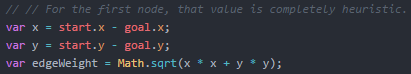 // // For the first node, that value is completely heuristic.
var x = start.x - goal.x;
var y = start.y - goal.y;
var edgeWeight = Math.sqrt(x * x + y * y);